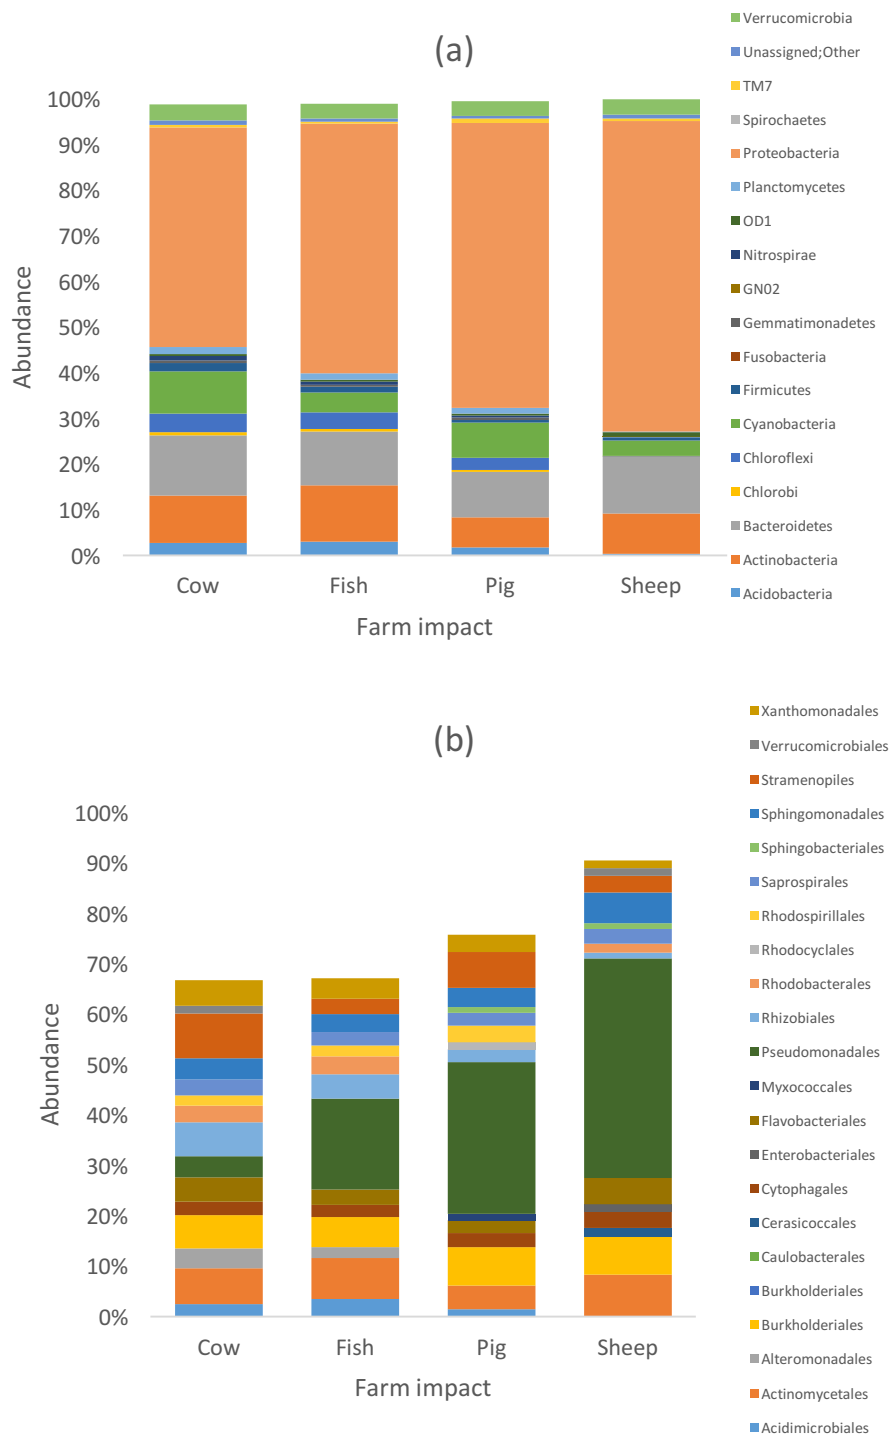 (a)
100%
90%
80%
70%
60%
50%
40%
30%
20%
10%
0%
Abundance
Cow
Fish
Pig
Sheep
Farm impact
Verrucomicrobia
Unassigned;Other
TM7
Spirochaetes
Proteobacteria
Planctomycetes
OD1
Nitrospirae
GN02
Gemmatimonadetes
Fusobacteria
Firmicutes
Cyanobacteria
Chloroflexi
Chlorobi
Bacteroidetes
Actinobacteria
Acidobacteria
(b)
100%
90%
80%
70%
60%
50%
40%
30%
20%
10%
0%
Abundance
Cow
Fish
Pig
Sheep
Farm impact
Xanthomonadales
Verrucomicrobiales
Stramenopiles
Sphingomonadales
Sphingobacteriales
Saprospirales
Rhodospirillales
Rhodocyclales
Rhodobacterales
Rhizobiales
Pseudomonadales
Myxococcales
Flavobacteriales
Enterobacteriales
Cytophagales
Cerasicoccales
Caulobacterales
Burkholderiales
Burkholderiales
Alteromonadales
Actinomycetales
Acidimicrobiales